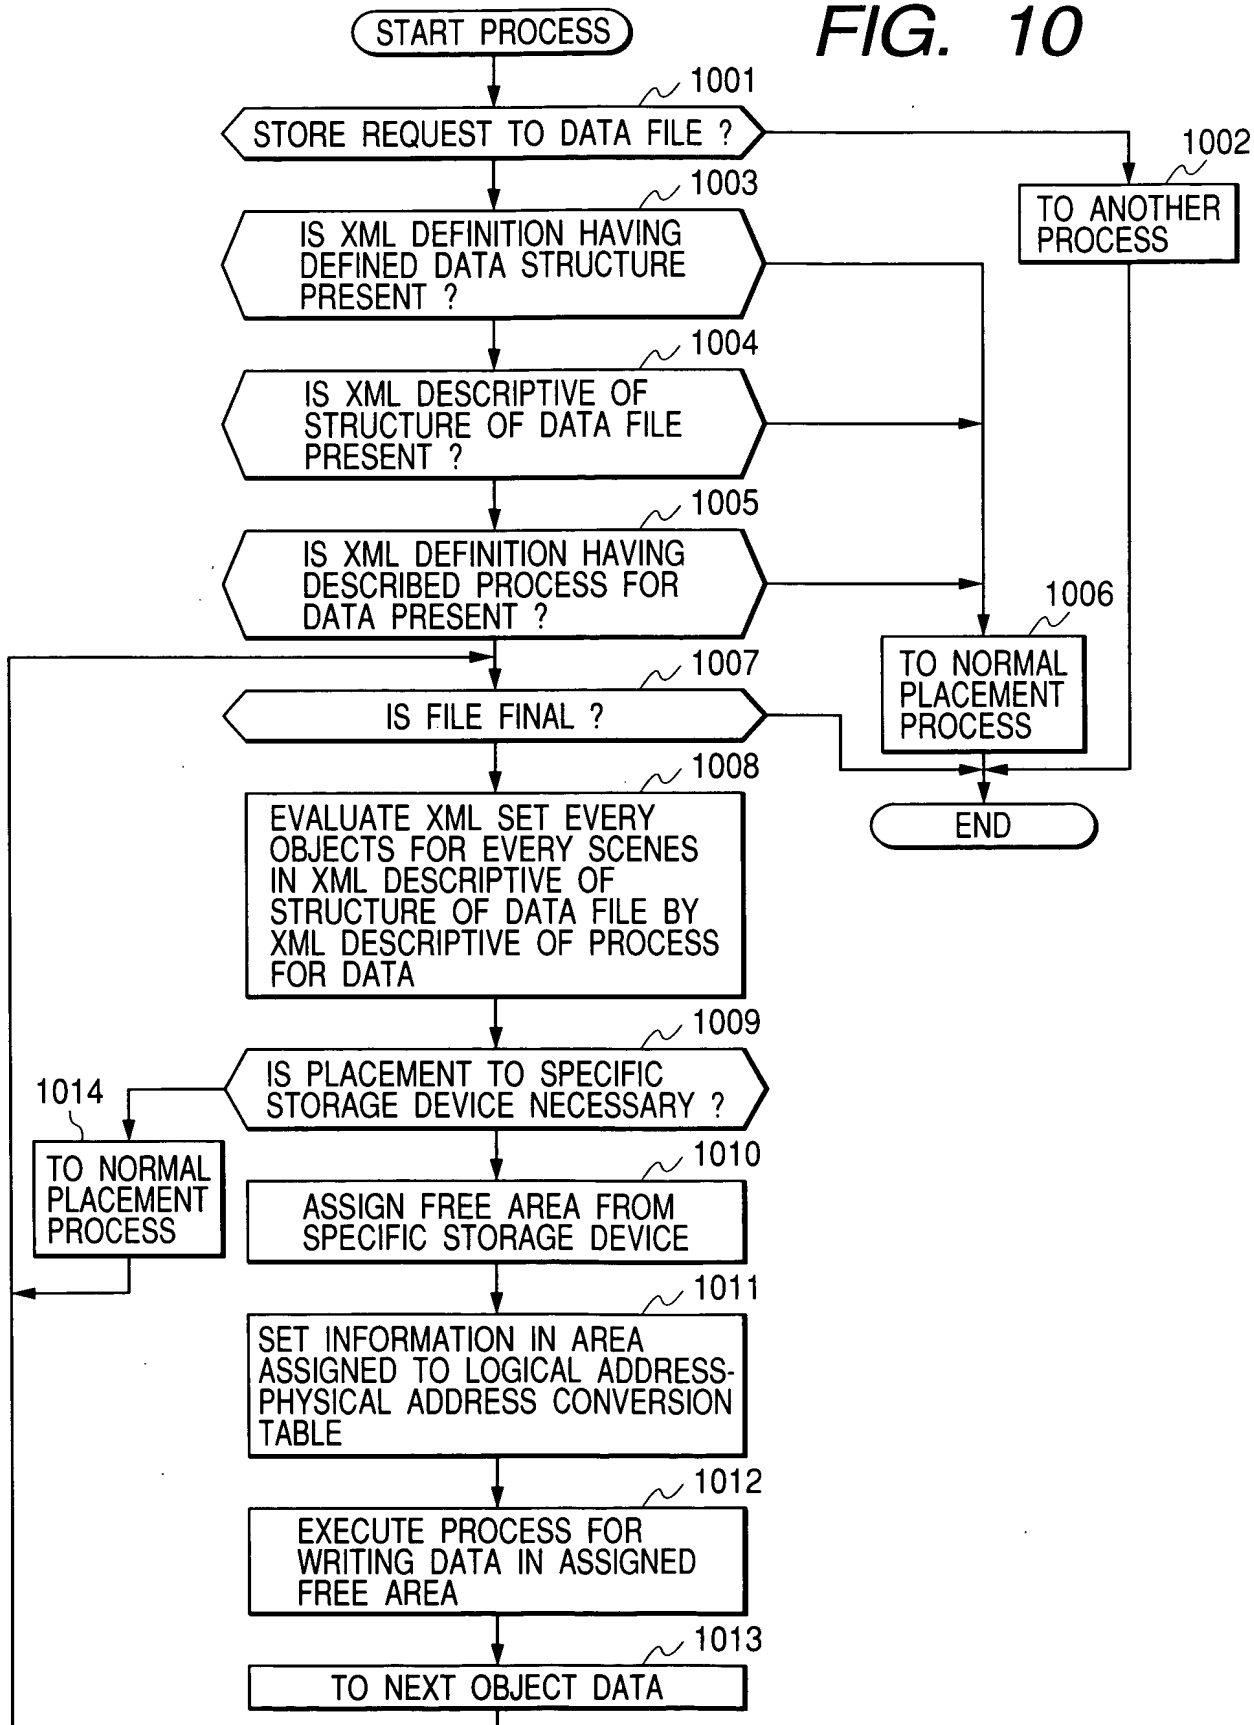 FIG. 10
START PROCESS
1001
STORE REQUEST TO DATA FILE ?
1002
TO ANOTHER
PROCESS
1003
IS XML DEFINITION HAVING
DEFINED DATA STRUCTURE
PRESENT ?
1004
IS XML DESCRIPTIVE OF
STRUCTURE OF DATA FILE
PRESENT ?
1005
IS XML DEFINITION HAVING
DESCRIBED PROCESS FOR
DATA PRESENT ?
1006
TO NORMAL
PLACEMENT
PROCESS
1007
IS FILE FINAL ?
END
1008
EVALUATE XML SET EVERY
OBJECTS FOR EVERY SCENES
IN XML DESCRIPTIVE OF
STRUCTURE OF DATA FILE BY
XML DESCRIPTIVE OF PROCESS
FOR DATA
1009
IS PLACEMENT TO SPECIFIC
STORAGE DEVICE NECESSARY ?
1014
TO NORMAL
PLACEMENT
PROCESS
1010
ASSIGN FREE AREA FROM
SPECIFIC STORAGE DEVICE
1011
SET INFORMATION IN AREA
ASSIGNED TO LOGICAL ADDRESS-
PHYSICAL ADDRESS CONVERSION
TABLE
1012
EXECUTE PROCESS FOR
WRITING DATA IN ASSIGNED
FREE AREA
1013
TO NEXT OBJECT DATA